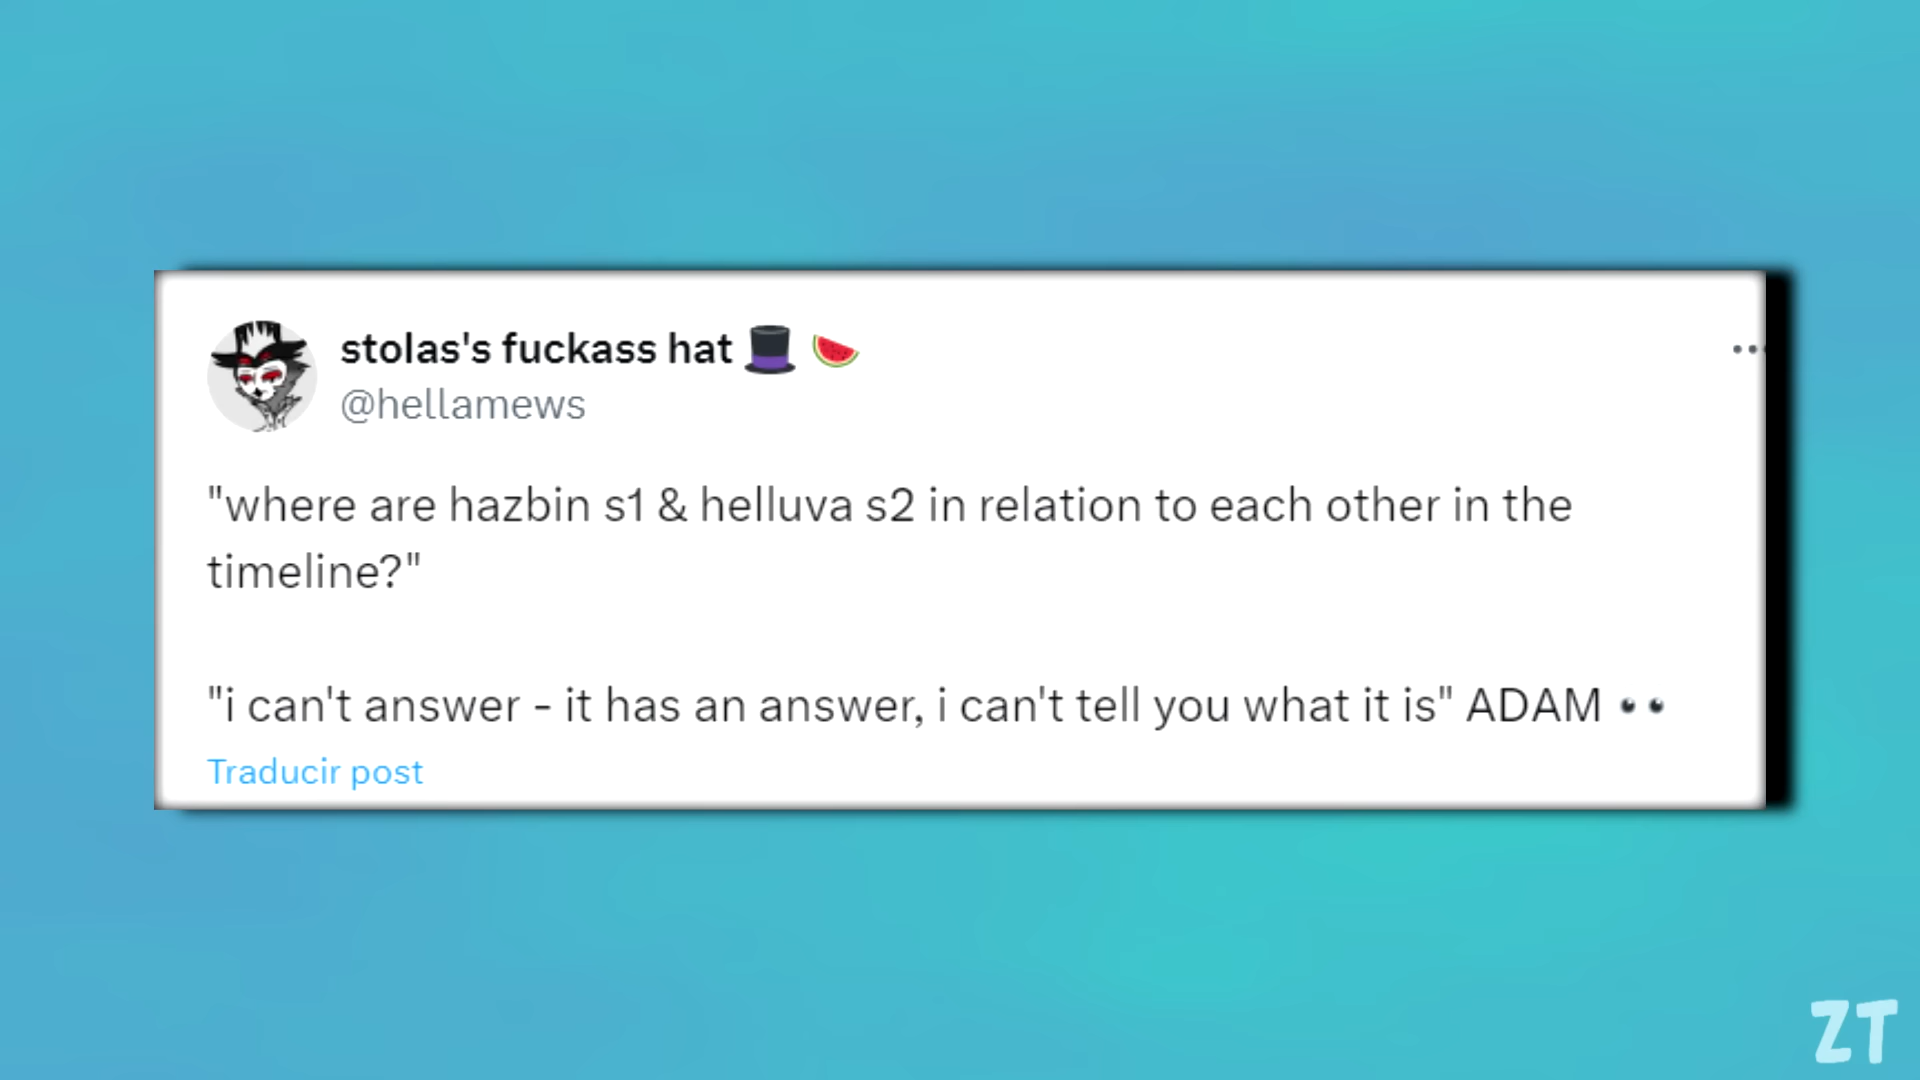 stolas's fuckass hat 🎩 🍉
@hellamews
"where are hazbin s1 & helluva s2 in relation to each other in the
timeline?"
"i can't answer - it has an answer, i can't tell you what it is" ADAM 👀
Traducir post
ZT